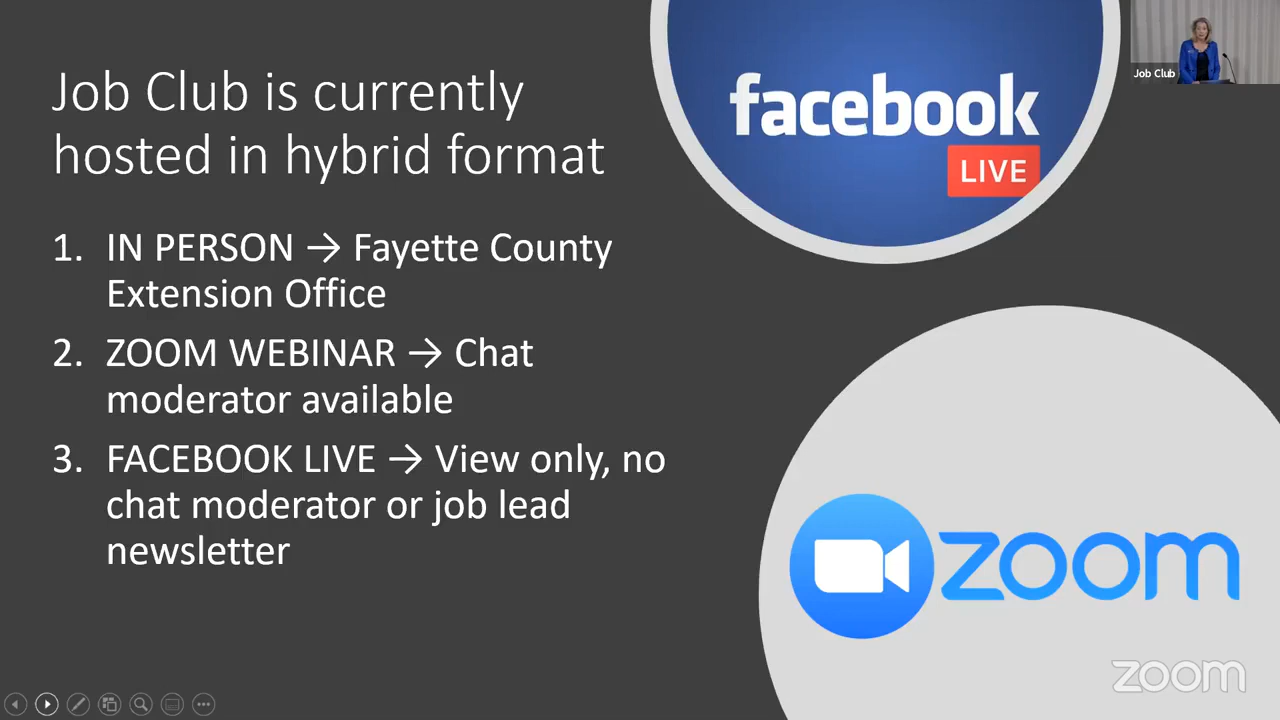 Job Club is currently
hosted in hybrid format
1. IN PERSON → Fayette County
Extension Office
2. ZOOM WEBINAR → Chat
moderator available
3. FACEBOOK LIVE → View only, no
chat moderator or job lead
newsletter
facebook
LIVE
Job Club
zoom
zoom